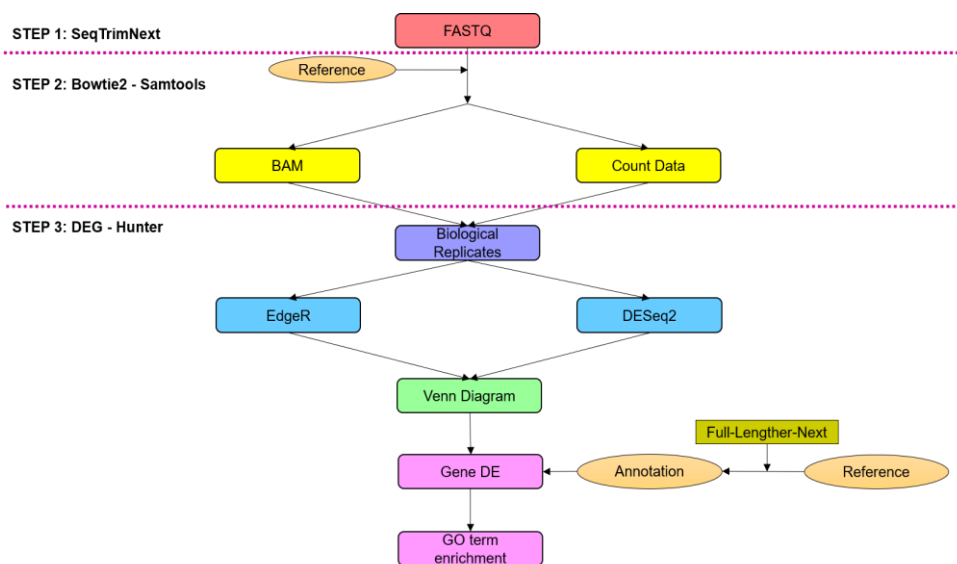 STEP 1: SeqTrimNext
FASTQ
Reference
STEP 2: Bowtie2 - Samtools
BAM
Count Data
STEP 3: DEG - Hunter
Biological
Replicates
EdgeR
DESeq2
Venn Diagram
Full-Lengther-Next
Gene DE
Annotation
Reference
GO term
enrichment